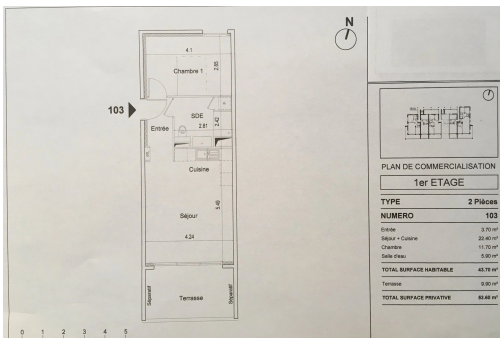 N
4.1
2.85
Chambre 1
103
SDE
2.42
2.81
Entrée
Cuisine
5.49
Séjour
4.24
Séparatif
Terrasse
Séparatif
0 1 2 3 4 5
PLAN DE COMMERCIALISATION
1er ETAGE
TYPE 2 Pièces
NUMERO 103
Entrée 3.70 m²
Séjour + Cuisine 22.40 m²
Chambre 11.70 m²
Salle d'eau 5.90 m²
TOTAL SURFACE HABITABLE 43.70 m²
Terrasse 9.90 m²
TOTAL SURFACE PRIVATIVE 53.60 m²